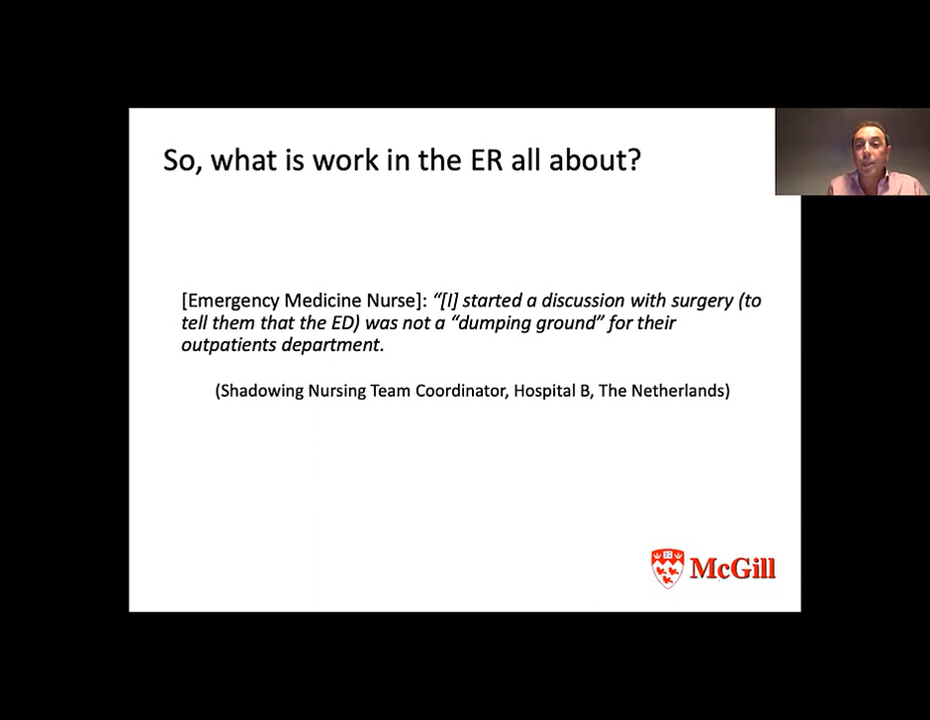 So, what is work in the ER all about?
[Emergency Medicine Nurse]: “[I] started a discussion with surgery (to
tell them that the ED) was not a “dumping ground” for their
outpatients department.
(Shadowing Nursing Team Coordinator, Hospital B, The Netherlands)
McGill